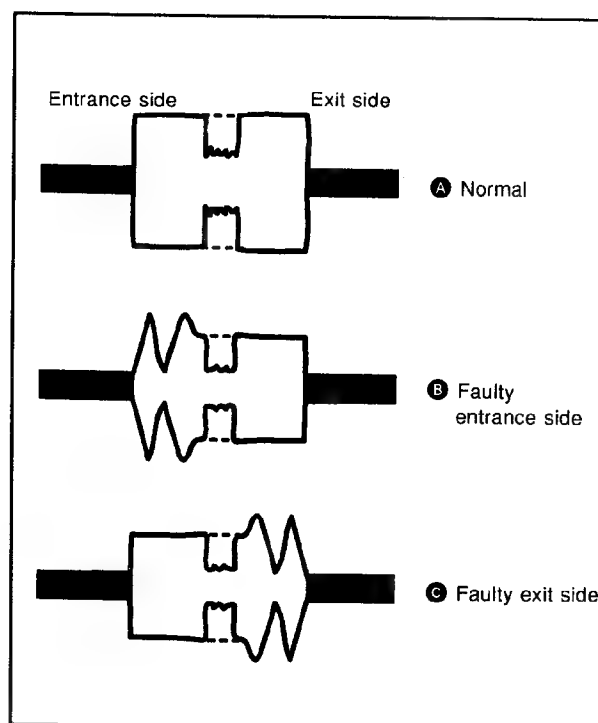 Entrance side
Exit side
A Normal
B Faulty
entrance side
C Faulty exit side